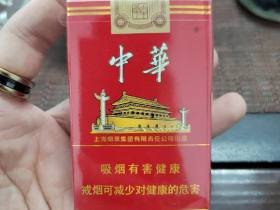 中華
上海烟草集团有限责任公司出品
吸烟有害健康
戒烟可减少对健康的危害